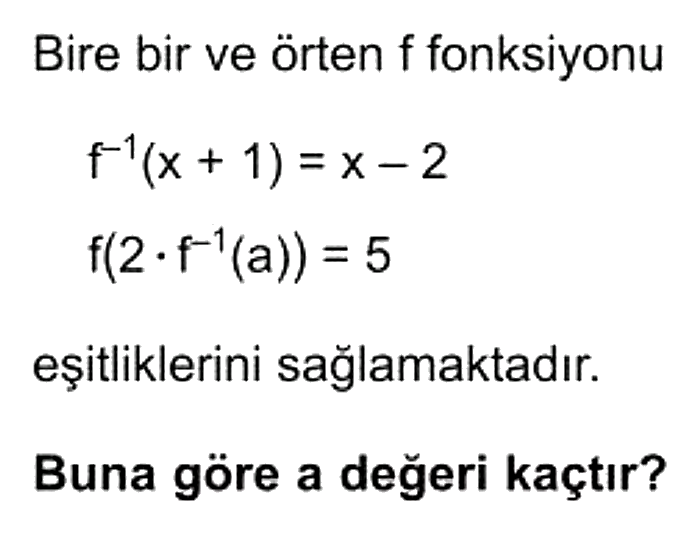 Bire bir ve örten f fonksiyonu
f⁻¹(x + 1) = x – 2
f(2 · f⁻¹(a)) = 5
eşitliklerini sağlamaktadır.
Buna göre a değeri kaçtır?